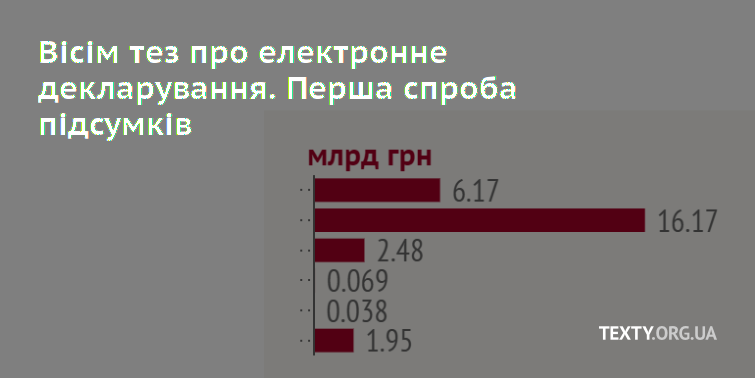 Вісім тез про електронне
декларування. Перша спроба
підсумків
млрд грн
6.17
16.17
2.48
0.069
0.038
1.95
TEXTY.ORG.UA